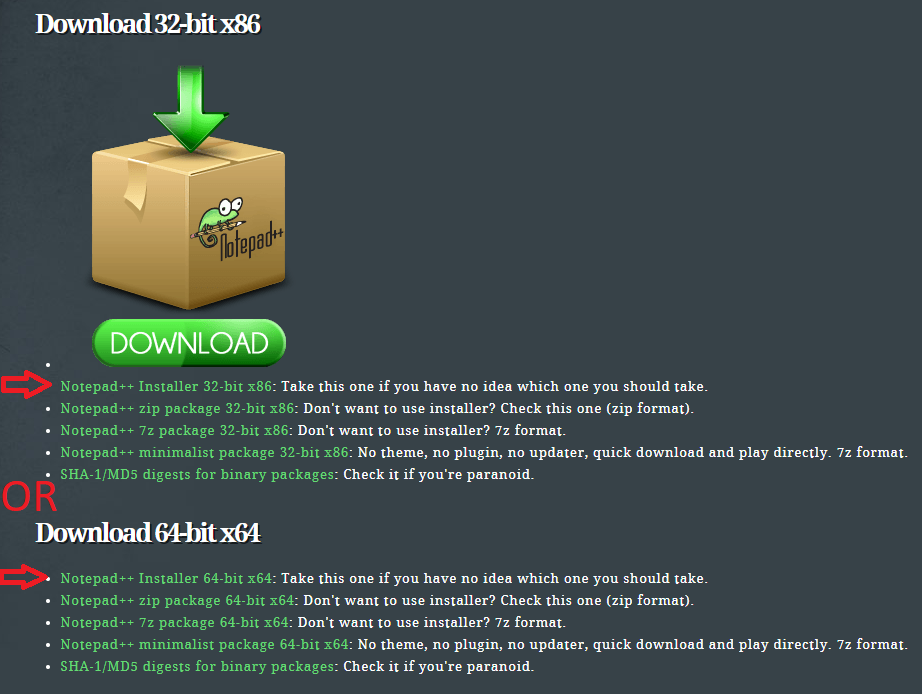 Download 32-bit x86
Notepad++
DOWNLOAD
Notepad++ Installer 32-bit x86: Take this one if you have no idea which one you should take.
Notepad++ zip package 32-bit x86: Don't want to use installer? Check this one (zip format).
Notepad++ 7z package 32-bit x86: Don't want to use installer? 7z format.
Notepad++ minimalist package 32-bit x86: No theme, no plugin, no updater, quick download and play directly. 7z format.
SHA-1/MD5 digests for binary packages: Check it if you're paranoid.
OR
Download 64-bit x64
Notepad++ Installer 64-bit x64: Take this one if you have no idea which one you should take.
Notepad++ zip package 64-bit x64: Don't want to use installer? Check this one (zip format).
Notepad++ 7z package 64-bit x64: Don't want to use installer? 7z format.
Notepad++ minimalist package 64-bit x64: No theme, no plugin, no updater, quick download and play directly. 7z format.
SHA-1/MD5 digests for binary packages: Check it if you're paranoid.